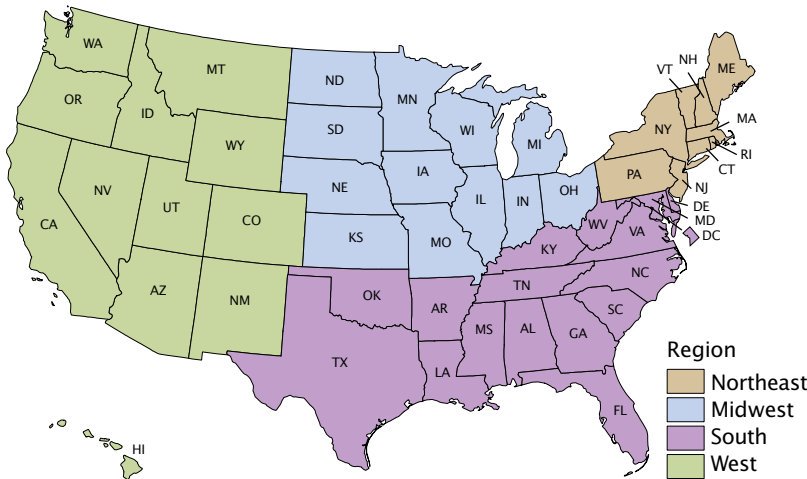 WA
MT
ND
MN
VT
NH
ME
OR
ID
SD
WI
MI
NY
MA
RI
CT
WY
IA
PA
NJ
NE
IL
IN
OH
DE
MD
DC
NV
UT
CO
KS
MO
WV
VA
CA
KY
AZ
NM
OK
AR
TN
NC
SC
TX
LA
MS
AL
GA
FL
HI
Region
Northeast
Midwest
South
West